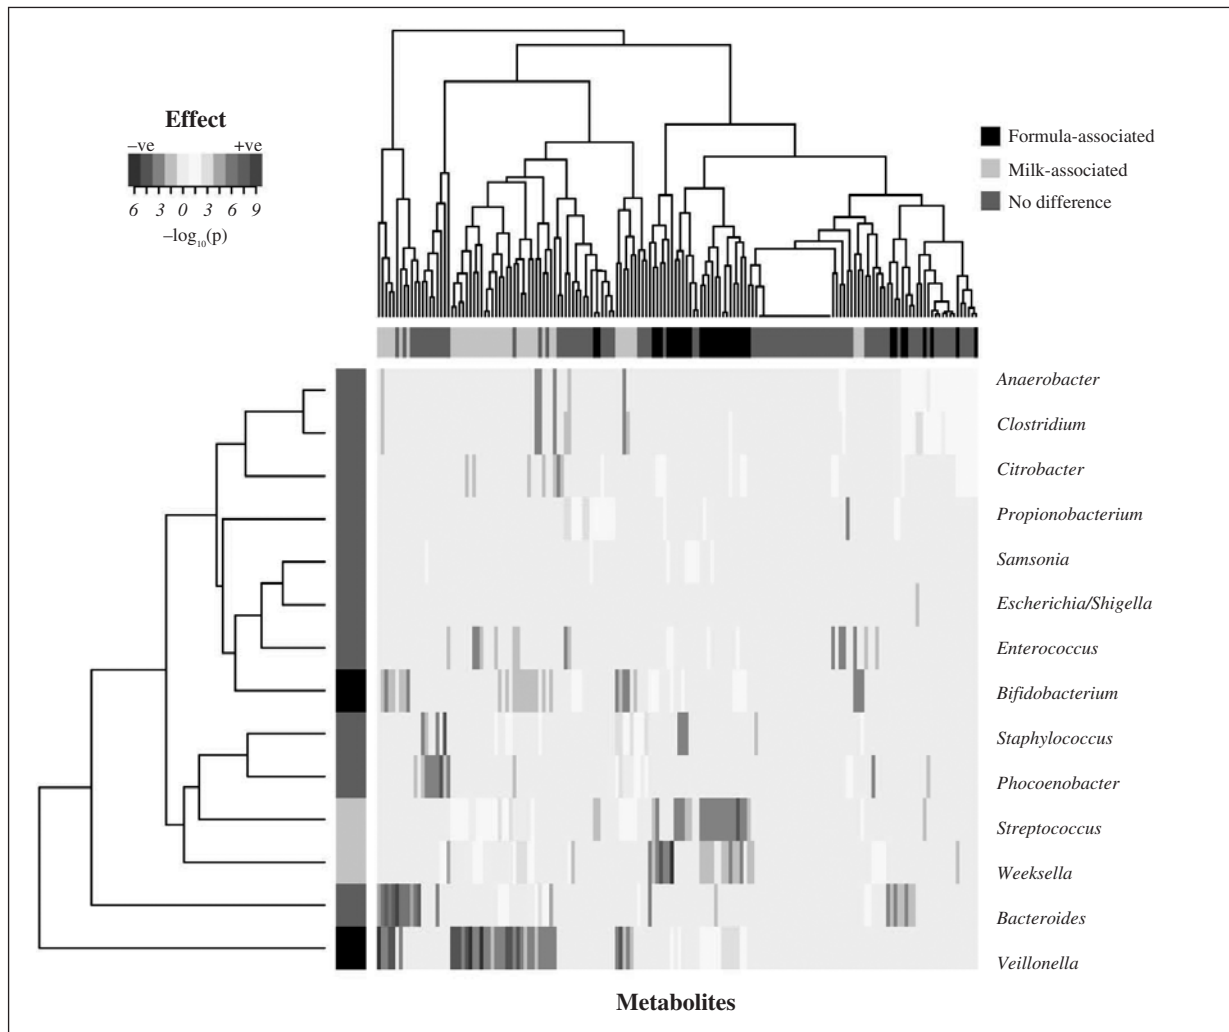 Effect
–ve +ve
6 3 0 3 6 9
–log₁₀(p)
Formula-associated
Milk-associated
No difference
Anaerobacter
Clostridium
Citrobacter
Propionobacterium
Samsonia
Escherichia/Shigella
Enterococcus
Bifidobacterium
Staphylococcus
Phocoenobacter
Streptococcus
Weeksella
Bacteroides
Veillonella
Metabolites